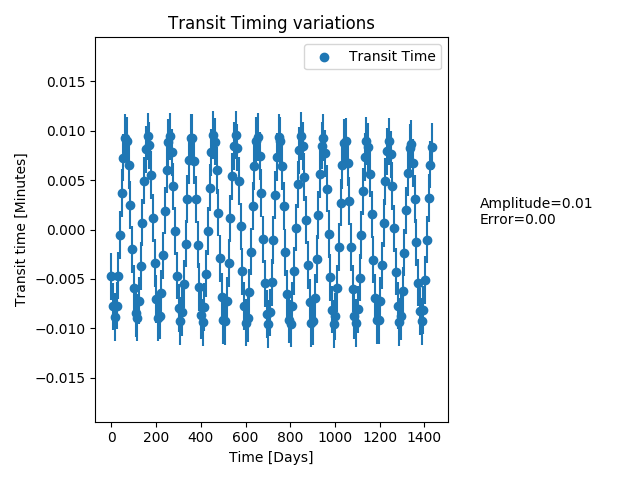 Transit Timing variations
Transit Time
0.015
0.010
0.005
0.000
−0.005
−0.010
−0.015
Transit time [Minutes]
0 200 400 600 800 1000 1200 1400
Time [Days]
Amplitude=0.01
Error=0.00